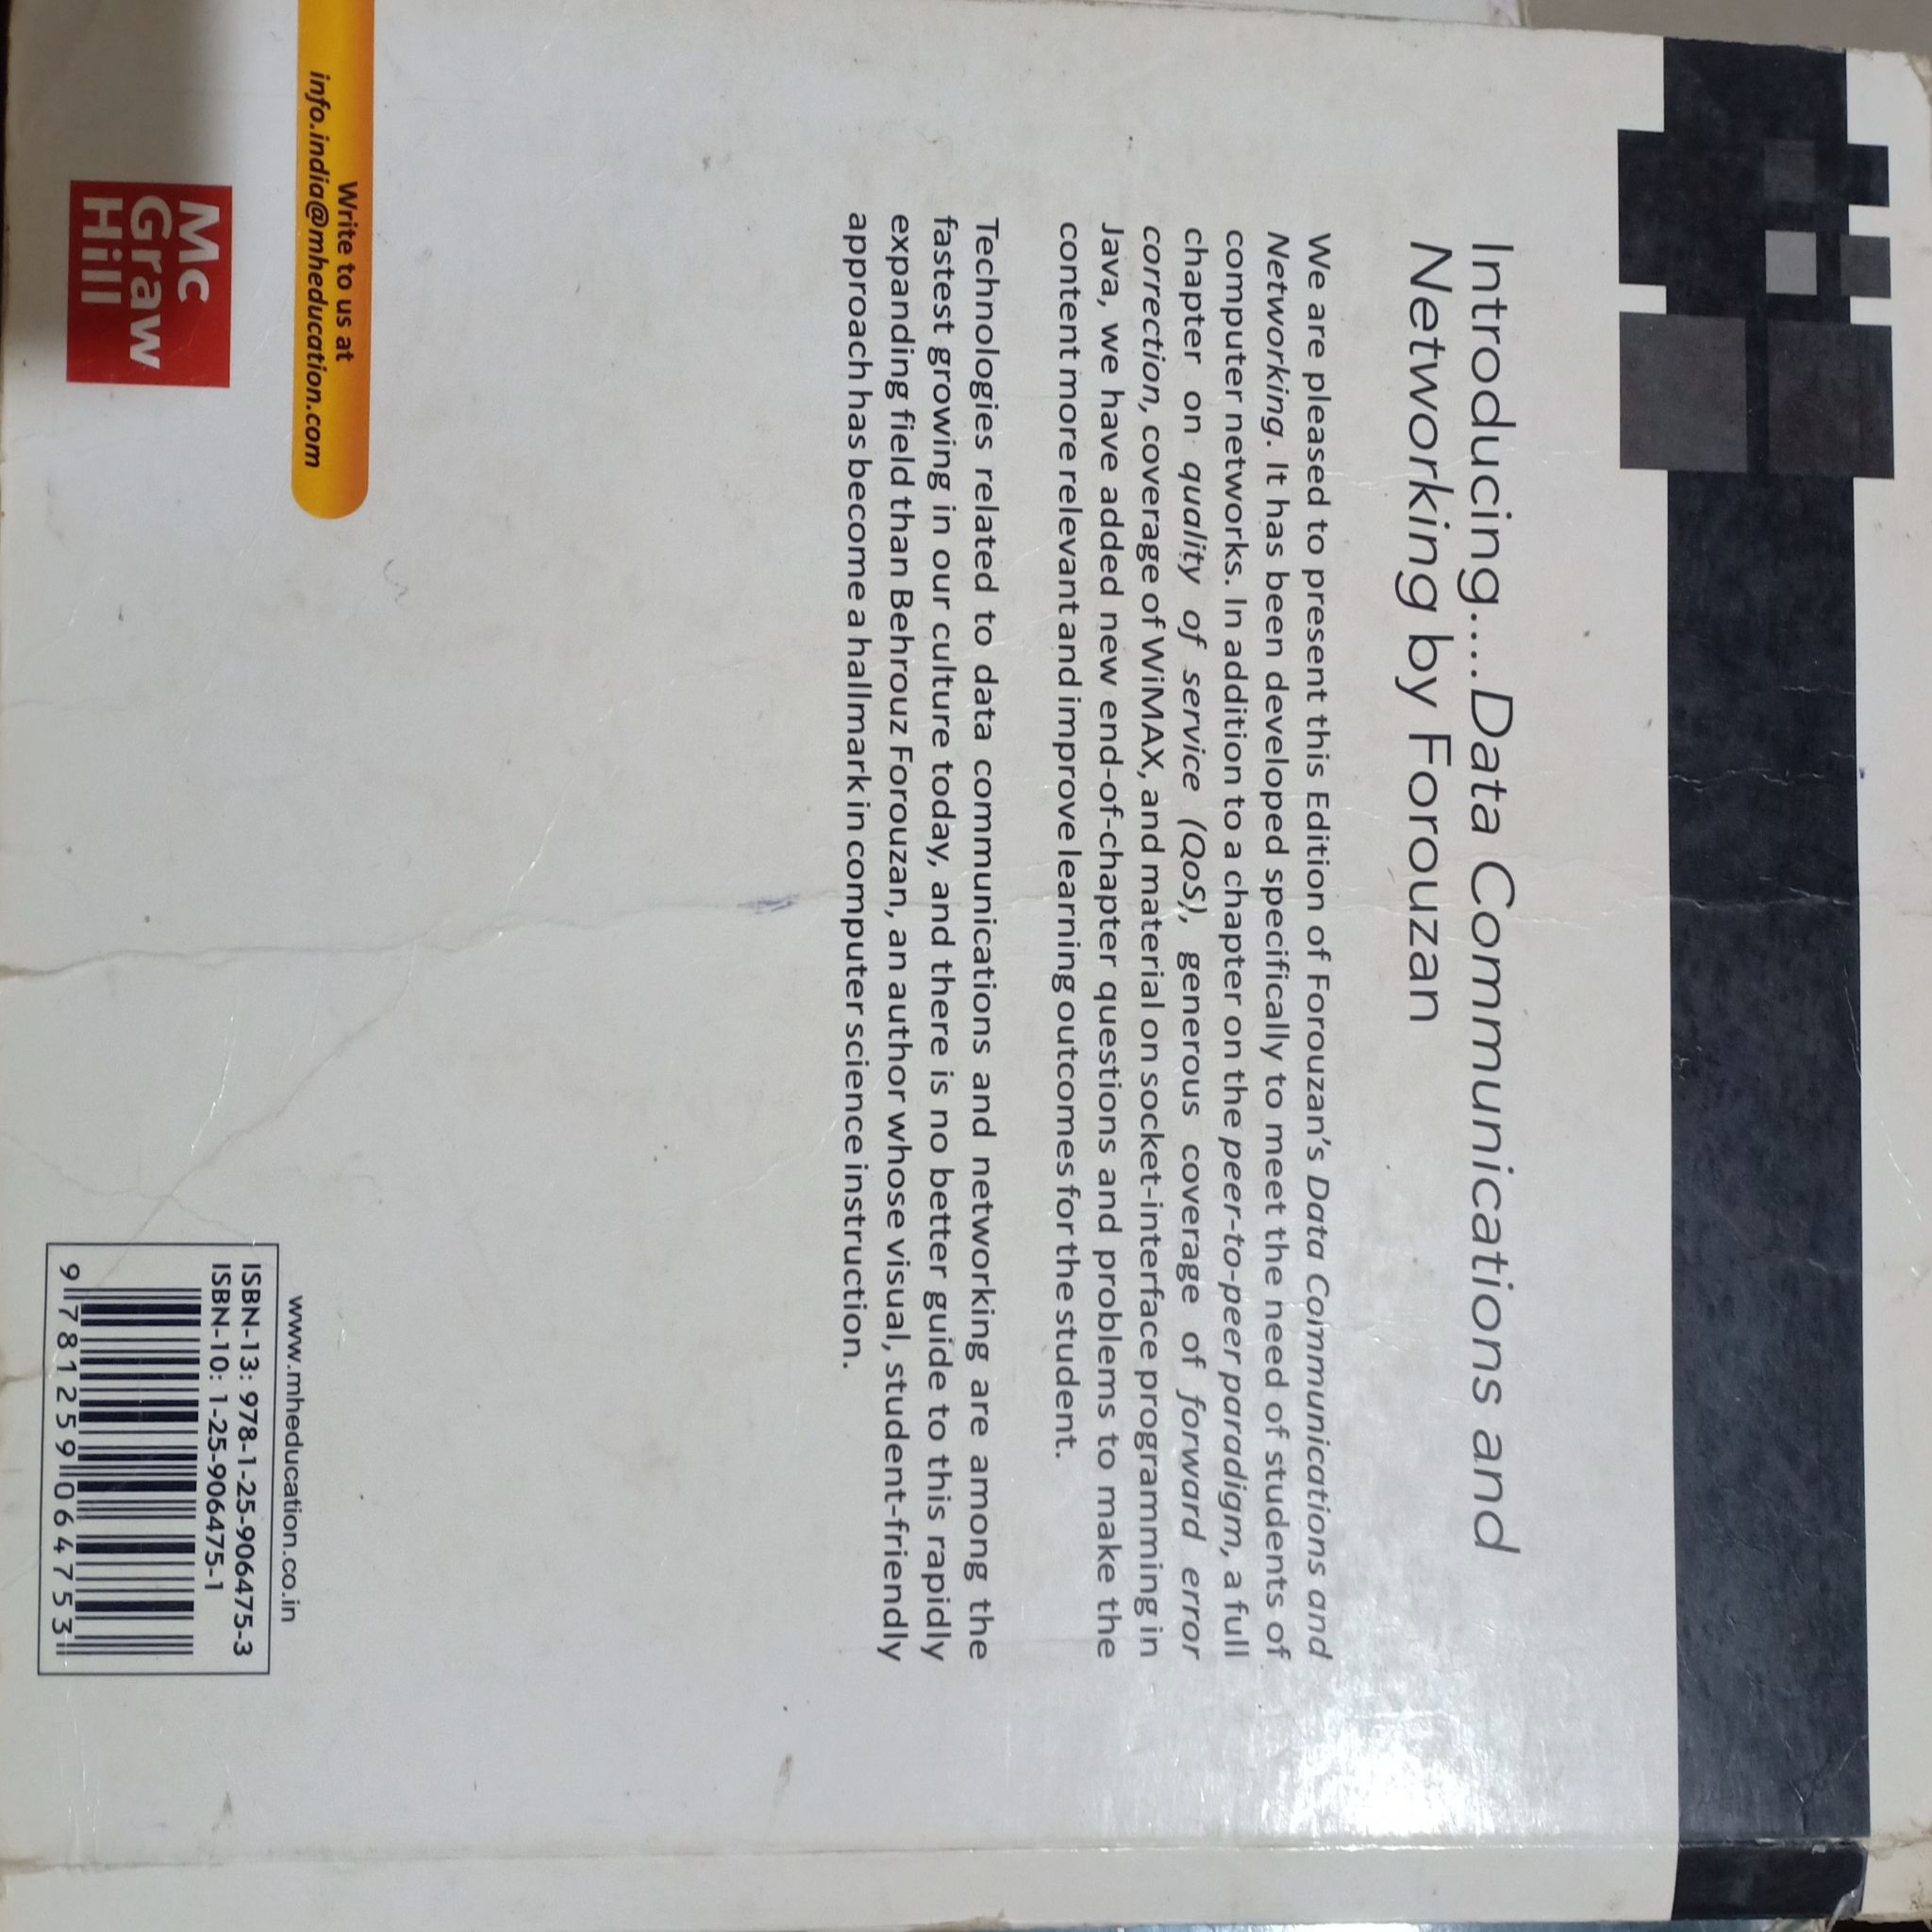 Introducing....Data Communications and
Networking by Forouzan
We are pleased to present this Edition of Forouzan's Data Communications and
Networking. It has been developed specifically to meet the need of students of
computer networks. In addition to a chapter on the peer-to-peer paradigm, a full
chapter on quality of service (QoS), generous coverage of forward error
correction, coverage of WiMAX, and material on socket-interface programming in
Java, we have added new end-of-chapter questions and problems to make the
content more relevant and improve learning outcomes for the student.
Technologies related to data communications and networking are among the
fastest growing in our culture today, and there is no better guide to this rapidly
expanding field than Behrouz Forouzan, an author whose visual, student-friendly
approach has become a hallmark in computer science instruction.
Write to us at
info.india@mheducation.com
Mc
Graw
Hill
www.mheducation.co.in
ISBN-13: 978-1-25-906475-3
ISBN-10: 1-25-906475-1
9 781259 064753